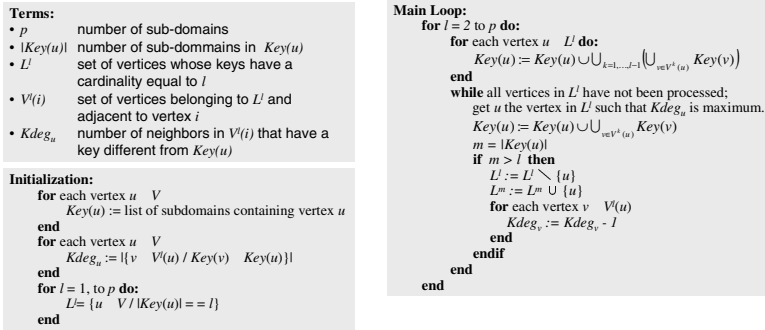 Terms:
• p number of sub-domains
• |Key(u)| number of sub-dommains in Key(u)
• L^l set of vertices whose keys have a
cardinality equal to l
• V^l(i) set of vertices belonging to L^l and
adjacent to vertex i
• Kdeg_u number of neighbors in V^l(i) that have a
key different from Key(u)
Initialization:
for each vertex u V
Key(u) := list of subdomains containing vertex u
end
for each vertex u V
Kdeg_u := |{v V^l(u) / Key(v) Key(u)}|
end
for l = 1, to p do:
L^l= {u V / |Key(u)| == l}
end
Main Loop:
for l = 2 to p do:
for each vertex u L^l do:
Key(u) := Key(u) ∪ ⋃_{k=1,...,l-1} (⋃_{v∈V^k(u)} Key(v))
end
while all vertices in L^l have not been processed;
get u the vertex in L^l such that Kdeg_u is maximum.
Key(u) := Key(u) ∪ ⋃_{v∈V^k(u)} Key(v)
m = |Key(u)|
if m > l then
L^l := L^l \ {u}
L^m := L^m ∪ {u}
for each vertex v V^l(u)
Kdeg_v := Kdeg_v - 1
end
endif
end
end